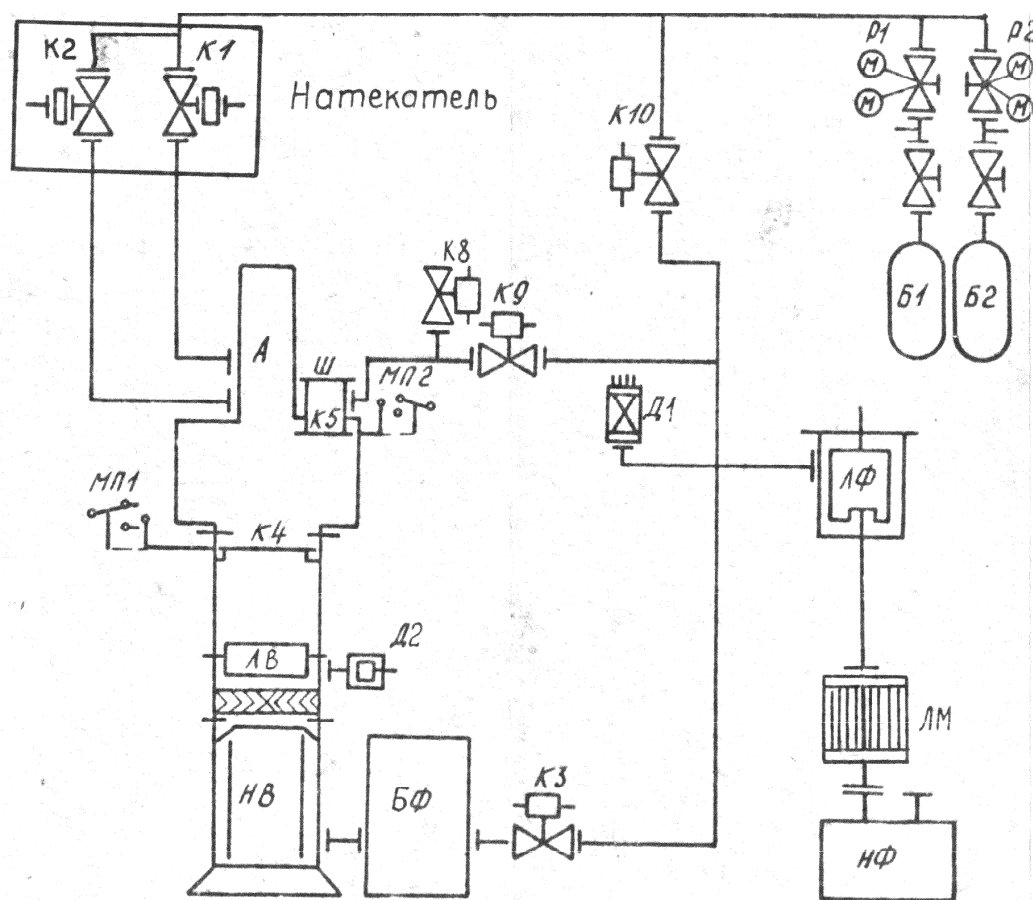 К2
К1
Натекатель
Р1
Р2
М
М
М
М
К10
К8
К9
Б1
Б2
А
Ш
К5
МП2
Д1
ЛФ
МП1
К4
Д2
ЛВ
НВ
БФ
К3
ЛМ
НФ